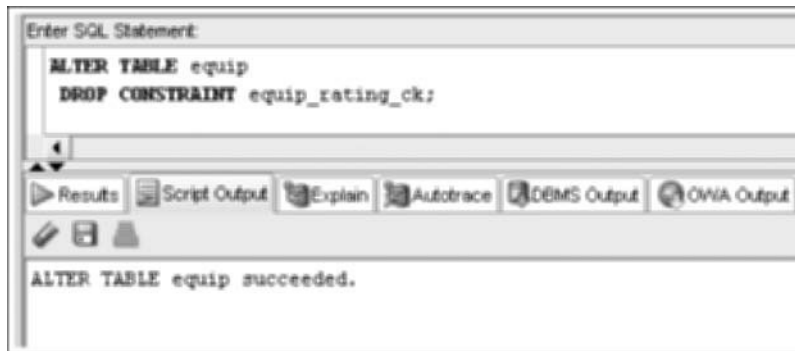 Enter SQL Statement:
ALTER TABLE equip
DROP CONSTRAINT equip_rating_ck;
Results Script Output Explain Autotrace DBMS Output OWA Output
ALTER TABLE equip succeeded.